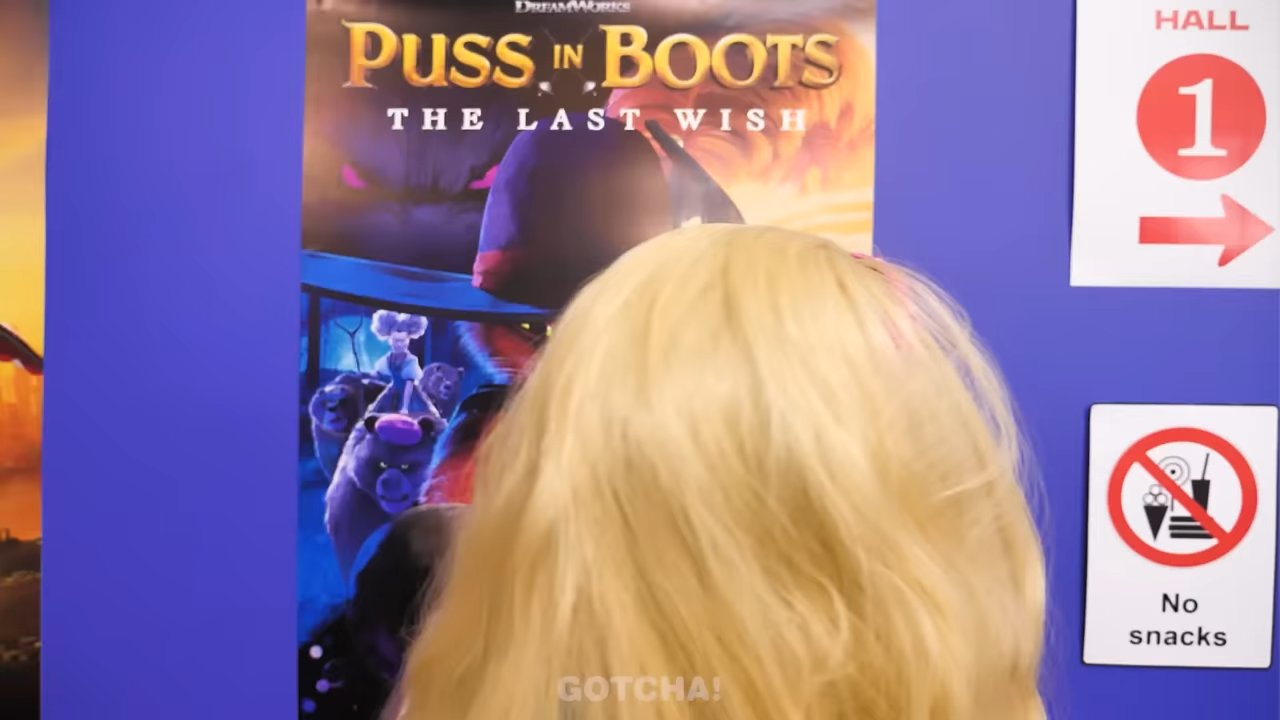 DREAMWORKS
PUSS IN BOOTS
THE LAST WISH
HALL
1
No
snacks
GOTCHA!